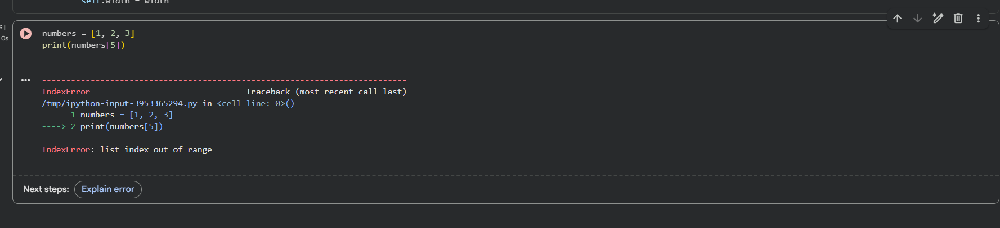 self.width = width
6]
0s
numbers = [1, 2, 3]
print(numbers[5])
---------------------------------------------------------------------------
IndexError                                Traceback (most recent call last)
/tmp/ipython-input-3953365294.py in <cell line: 0>()
      1 numbers = [1, 2, 3]
----> 2 print(numbers[5])
IndexError: list index out of range
Next steps: Explain error